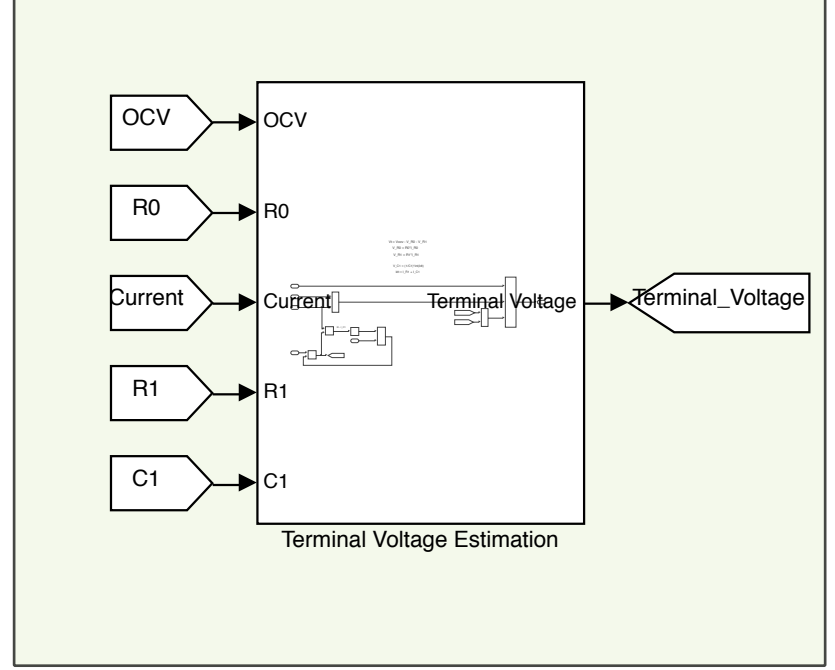 OCV
OCV
R0
R0
Current
Current
Terminal Voltage
Terminal_Voltage
R1
R1
C1
C1
Terminal Voltage Estimation